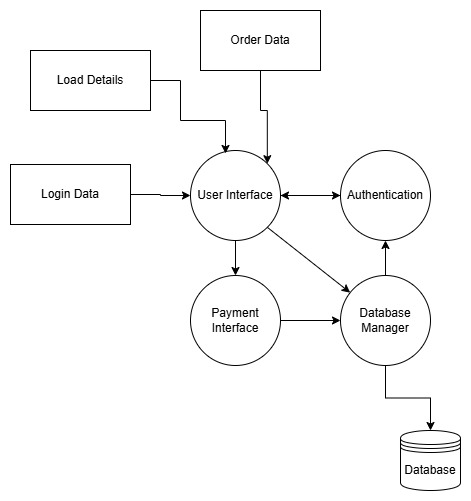 Order Data
Load Details
Login Data
User Interface
Authentication
Payment
Interface
Database
Manager
Database